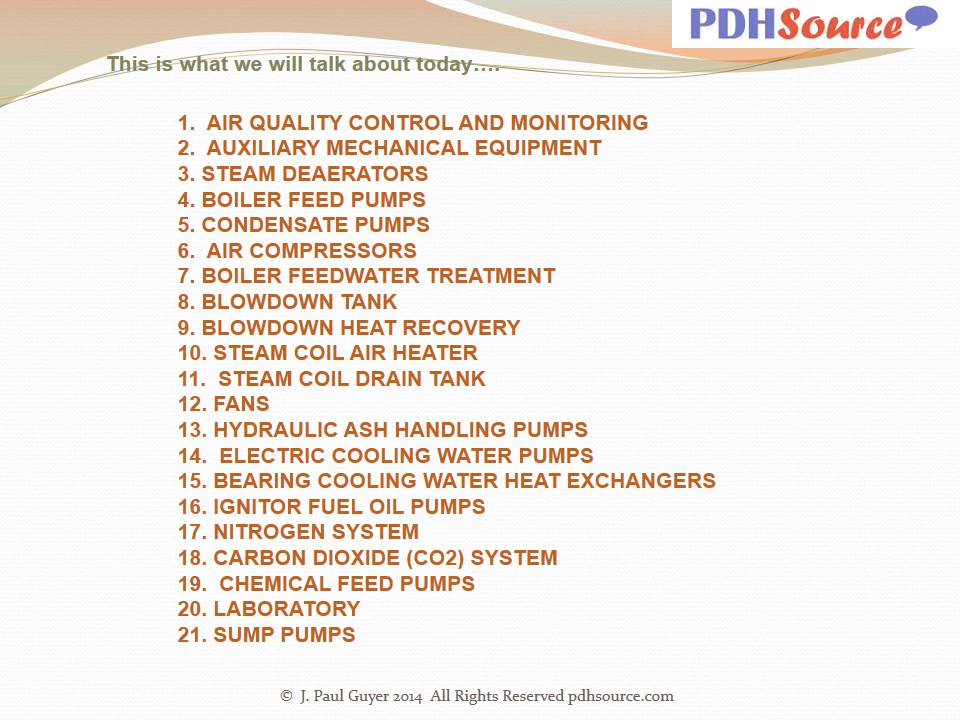 PDHSource
This is what we will talk about today….
1. AIR QUALITY CONTROL AND MONITORING
2. AUXILIARY MECHANICAL EQUIPMENT
3. STEAM DEAERATORS
4. BOILER FEED PUMPS
5. CONDENSATE PUMPS
6. AIR COMPRESSORS
7. BOILER FEEDWATER TREATMENT
8. BLOWDOWN TANK
9. BLOWDOWN HEAT RECOVERY
10. STEAM COIL AIR HEATER
11. STEAM COIL DRAIN TANK
12. FANS
13. HYDRAULIC ASH HANDLING PUMPS
14. ELECTRIC COOLING WATER PUMPS
15. BEARING COOLING WATER HEAT EXCHANGERS
16. IGNITOR FUEL OIL PUMPS
17. NITROGEN SYSTEM
18. CARBON DIOXIDE (CO2) SYSTEM
19. CHEMICAL FEED PUMPS
20. LABORATORY
21. SUMP PUMPS
© J. Paul Guyer 2014 All Rights Reserved pdhsource.com